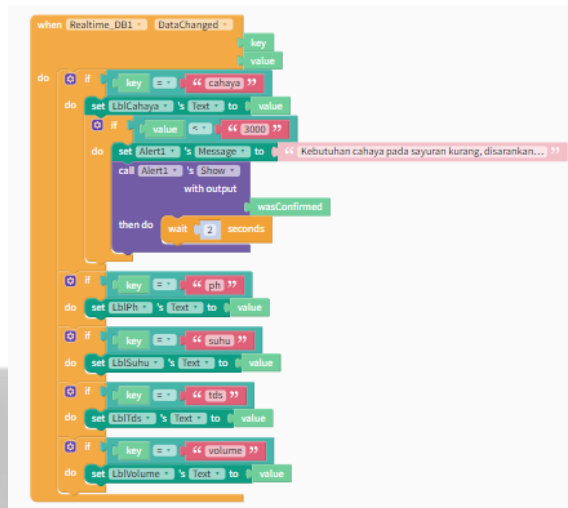 when Realtime_DB1 DataChanged
key
value
do if key = “ cahaya ”
do set LblCahaya 's Text to value
if value < “ 3000 ”
do set Alert1 's Message to “ Kebutuhan cahaya pada sayuran kurang, disarankan... ”
call Alert1 's Show
with output
wasConfirmed
then do wait 2 seconds
if key = “ ph ”
do set LblPh 's Text to value
if key = “ suhu ”
do set LblSuhu 's Text to value
if key = “ tds ”
do set LblTds 's Text to value
if key = “ volume ”
do set LblVolume 's Text to value